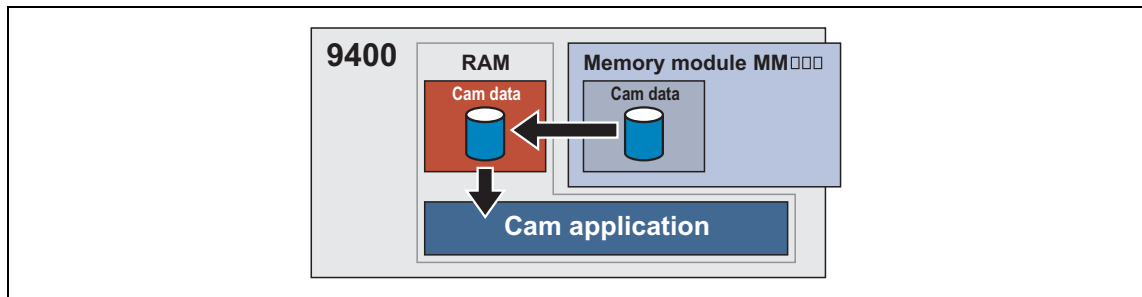 9400
RAM
Memory module MM□□□
Cam data
Cam data
Cam application